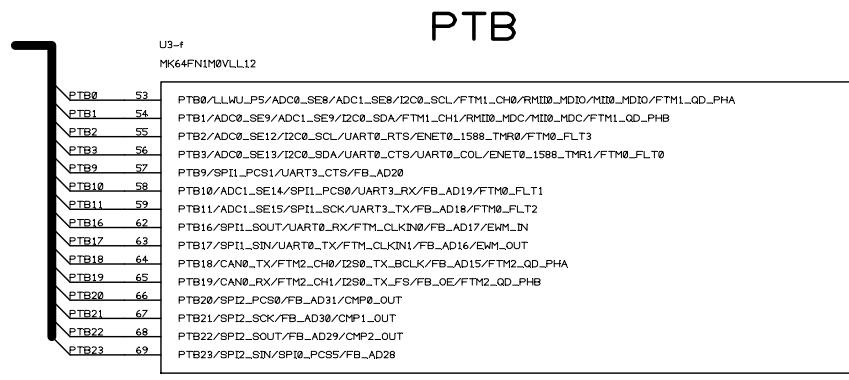 PTB
U3-f
MK64FN1M0VLL12
PTB0 53 PTB0/LLWU_P5/ADC0_SE8/ADC1_SE8/I2C0_SCL/FTM1_CH0/RMII0_MDIO/MII0_MDIO/FTM1_QD_PHA
PTB1 54 PTB1/ADC0_SE9/ADC1_SE9/I2C0_SDA/FTM1_CH1/RMII0_MDC/MII0_MDC/FTM1_QD_PHB
PTB2 55 PTB2/ADC0_SE12/I2C0_SCL/UART0_RTS/ENET0_1588_TMR0/FTM0_FLT3
PTB3 56 PTB3/ADC0_SE13/I2C0_SDA/UART0_CTS/UART0_COL/ENET0_1588_TMR1/FTM0_FLT0
PTB9 57 PTB9/SPI1_PCS1/UART3_CTS/FB_AD20
PTB10 58 PTB10/ADC1_SE14/SPI1_PCS0/UART3_RX/FB_AD19/FTM0_FLT1
PTB11 59 PTB11/ADC1_SE15/SPI1_SCK/UART3_TX/FB_AD18/FTM0_FLT2
PTB16 62 PTB16/SPI1_SOUT/UART0_RX/FTM_CLKIN0/FB_AD17/EWM_IN
PTB17 63 PTB17/SPI1_SIN/UART0_TX/FTM_CLKIN1/FB_AD16/EWM_OUT
PTB18 64 PTB18/CAN0_TX/FTM2_CH0/I2S0_TX_BCLK/FB_AD15/FTM2_QD_PHA
PTB19 65 PTB19/CAN0_RX/FTM2_CH1/I2S0_TX_FS/FB_OE/FTM2_QD_PHB
PTB20 66 PTB20/SPI2_PCS0/FB_AD31/CMP0_OUT
PTB21 67 PTB21/SPI2_SCK/FB_AD30/CMP1_OUT
PTB22 68 PTB22/SPI2_SOUT/FB_AD29/CMP2_OUT
PTB23 69 PTB23/SPI2_SIN/SPI0_PCS5/FB_AD28